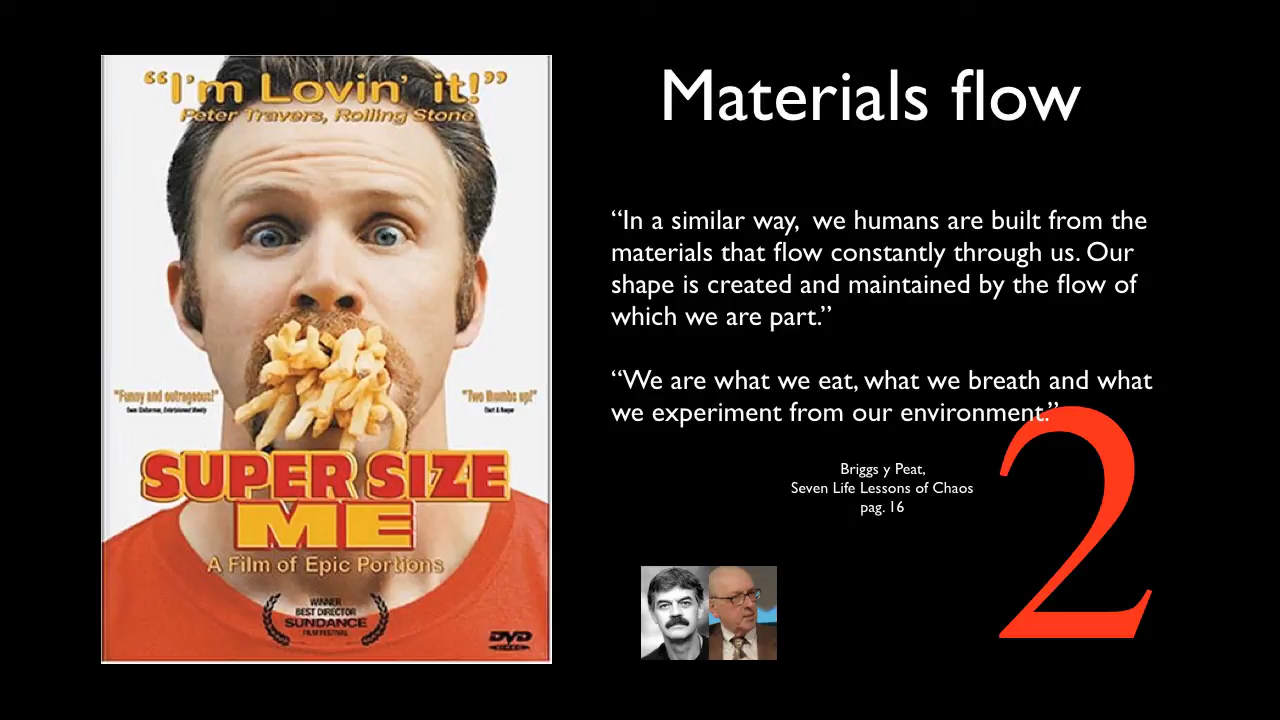 “I'm Lovin' it!”
Peter Travers, Rolling Stone
“Funny and outrageous!”
"Two thumbs up!"
Ebert & Roeper
SUPER SIZE
ME
A Film of Epic Portions
WINNER
BEST DIRECTOR
SUNDANCE
FILM FESTIVAL
DVD
VIDEO
Materials flow
“In a similar way,  we humans are built from the
materials that flow constantly through us. Our
shape is created and maintained by the flow of
which we are part.”
“We are what we eat, what we breath and what
we experiment from our environment.”
Briggs y Peat,
Seven Life Lessons of Chaos
pag. 16
2